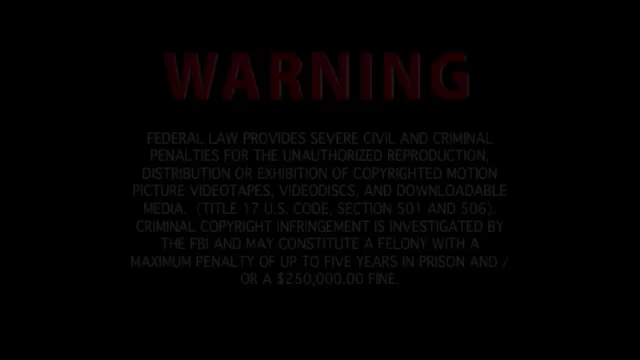 WARNING
FEDERAL LAW PROVIDES SEVERE CIVIL AND CRIMINAL
PENALTIES FOR THE UNAUTHORIZED REPRODUCTION,
DISTRIBUTION OR EXHIBITION OF COPYRIGHTED MOTION
PICTURE VIDEOTAPES, VIDEODISCS, AND DOWNLOADABLE
MEDIA. (TITLE 17 U.S. CODE, SECTION 501 AND 506).
CRIMINAL COPYRIGHT INFRINGEMENT IS INVESTIGATED BY
THE FBI AND MAY CONSTITUTE A FELONY WITH A
MAXIMUM PENALTY OF UP TO FIVE YEARS IN PRISON AND /
OR A $250,000.00 FINE.